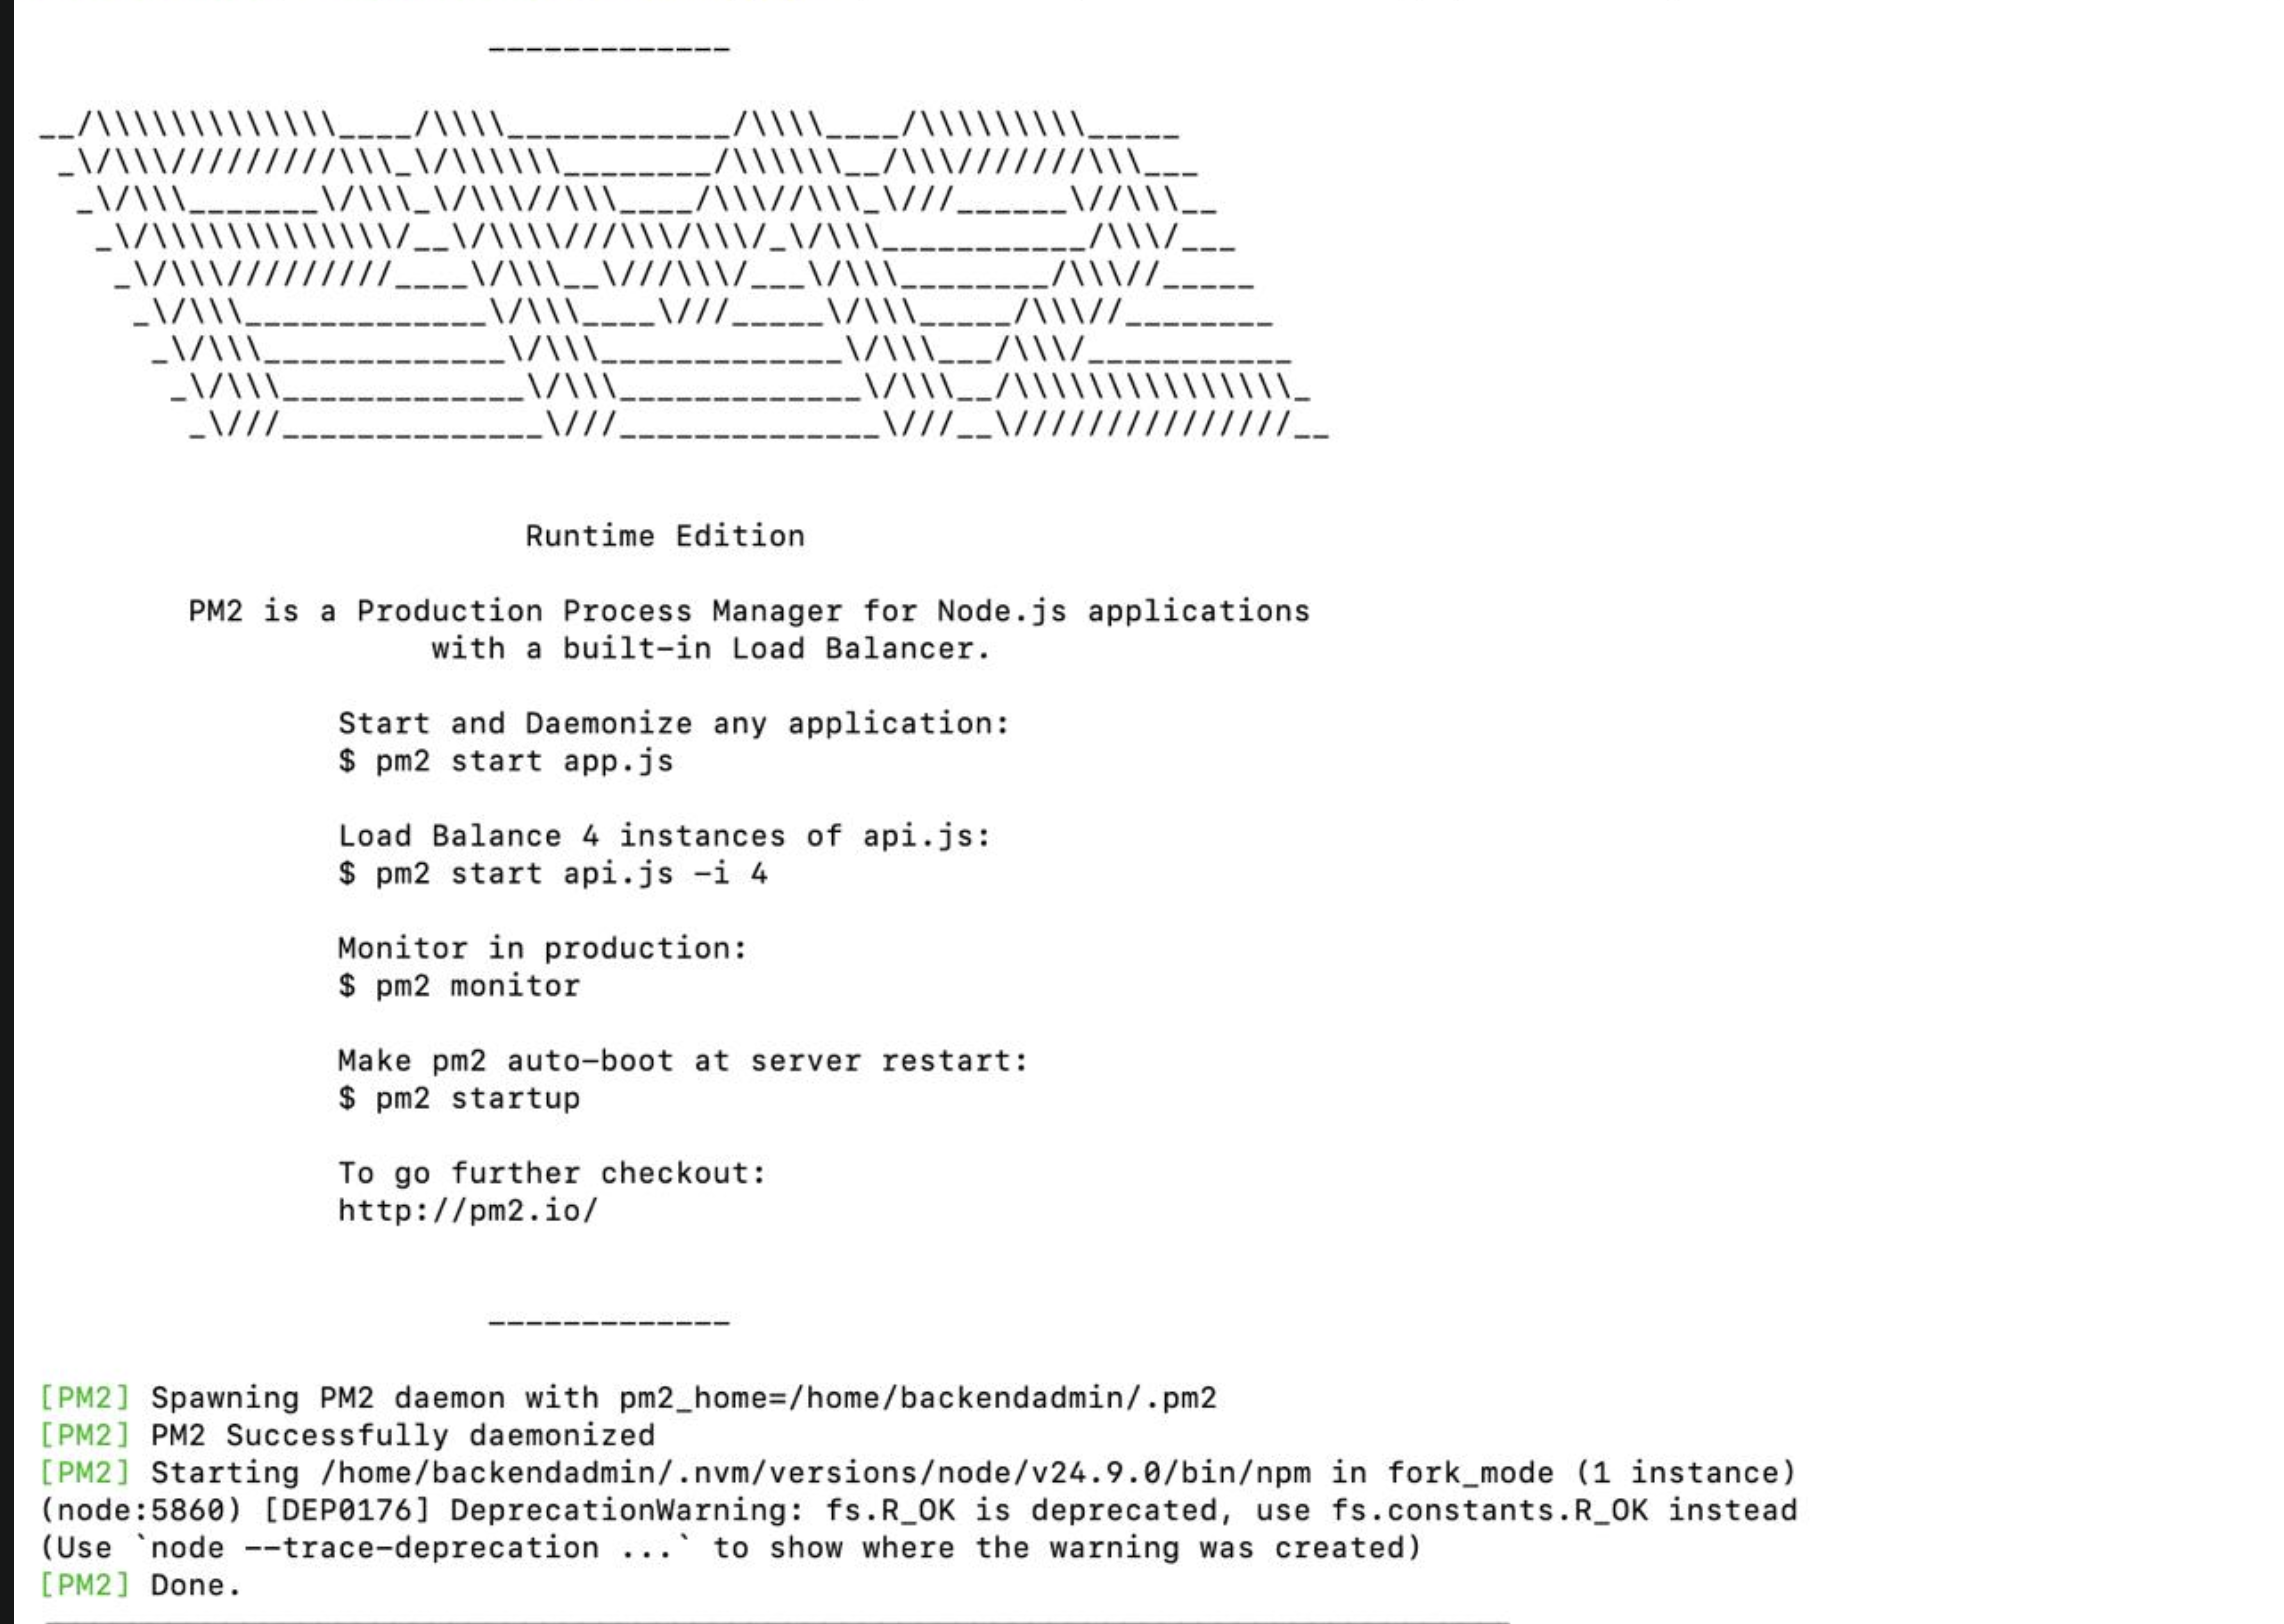 -------------
__/\\\\\\\\\\\\\____/\\\\____________/\\\\____/\\\\\\\\\_____
_\/\\\/////////\\\_\/\\\\\\________/\\\\\\__/\\\///////\\\___
_\/\\\_______\/\\\_\/\\\//\\\____/\\\//\\\_\///______\//\\\__
_\/\\\\\\\\\\\\\/__\/\\\\///\\\/\\\/_\/\\\___________/\\\/___
_\/\\\/////////____\/\\\__\///\\\/___\/\\\________/\\\//_____
_\/\\\_____________\/\\\____\///_____\/\\\_____/\\\//________
_\/\\\_____________\/\\\_____________\/\\\___/\\\/___________
_\/\\\_____________\/\\\_____________\/\\\__/\\\\\\\\\\\\\\\_
_\///______________\///______________\///__\///////////////__
Runtime Edition
PM2 is a Production Process Manager for Node.js applications
with a built-in Load Balancer.
Start and Daemonize any application:
$ pm2 start app.js
Load Balance 4 instances of api.js:
$ pm2 start api.js -i 4
Monitor in production:
$ pm2 monitor
Make pm2 auto-boot at server restart:
$ pm2 startup
To go further checkout:
http://pm2.io/
-------------
[PM2] Spawning PM2 daemon with pm2_home=/home/backendadmin/.pm2
[PM2] PM2 Successfully daemonized
[PM2] Starting /home/backendadmin/.nvm/versions/node/v24.9.0/bin/npm in fork_mode (1 instance)
(node:5860) [DEP0176] DeprecationWarning: fs.R_OK is deprecated, use fs.constants.R_OK instead
(Use `node --trace-deprecation ...` to show where the warning was created)
[PM2] Done.